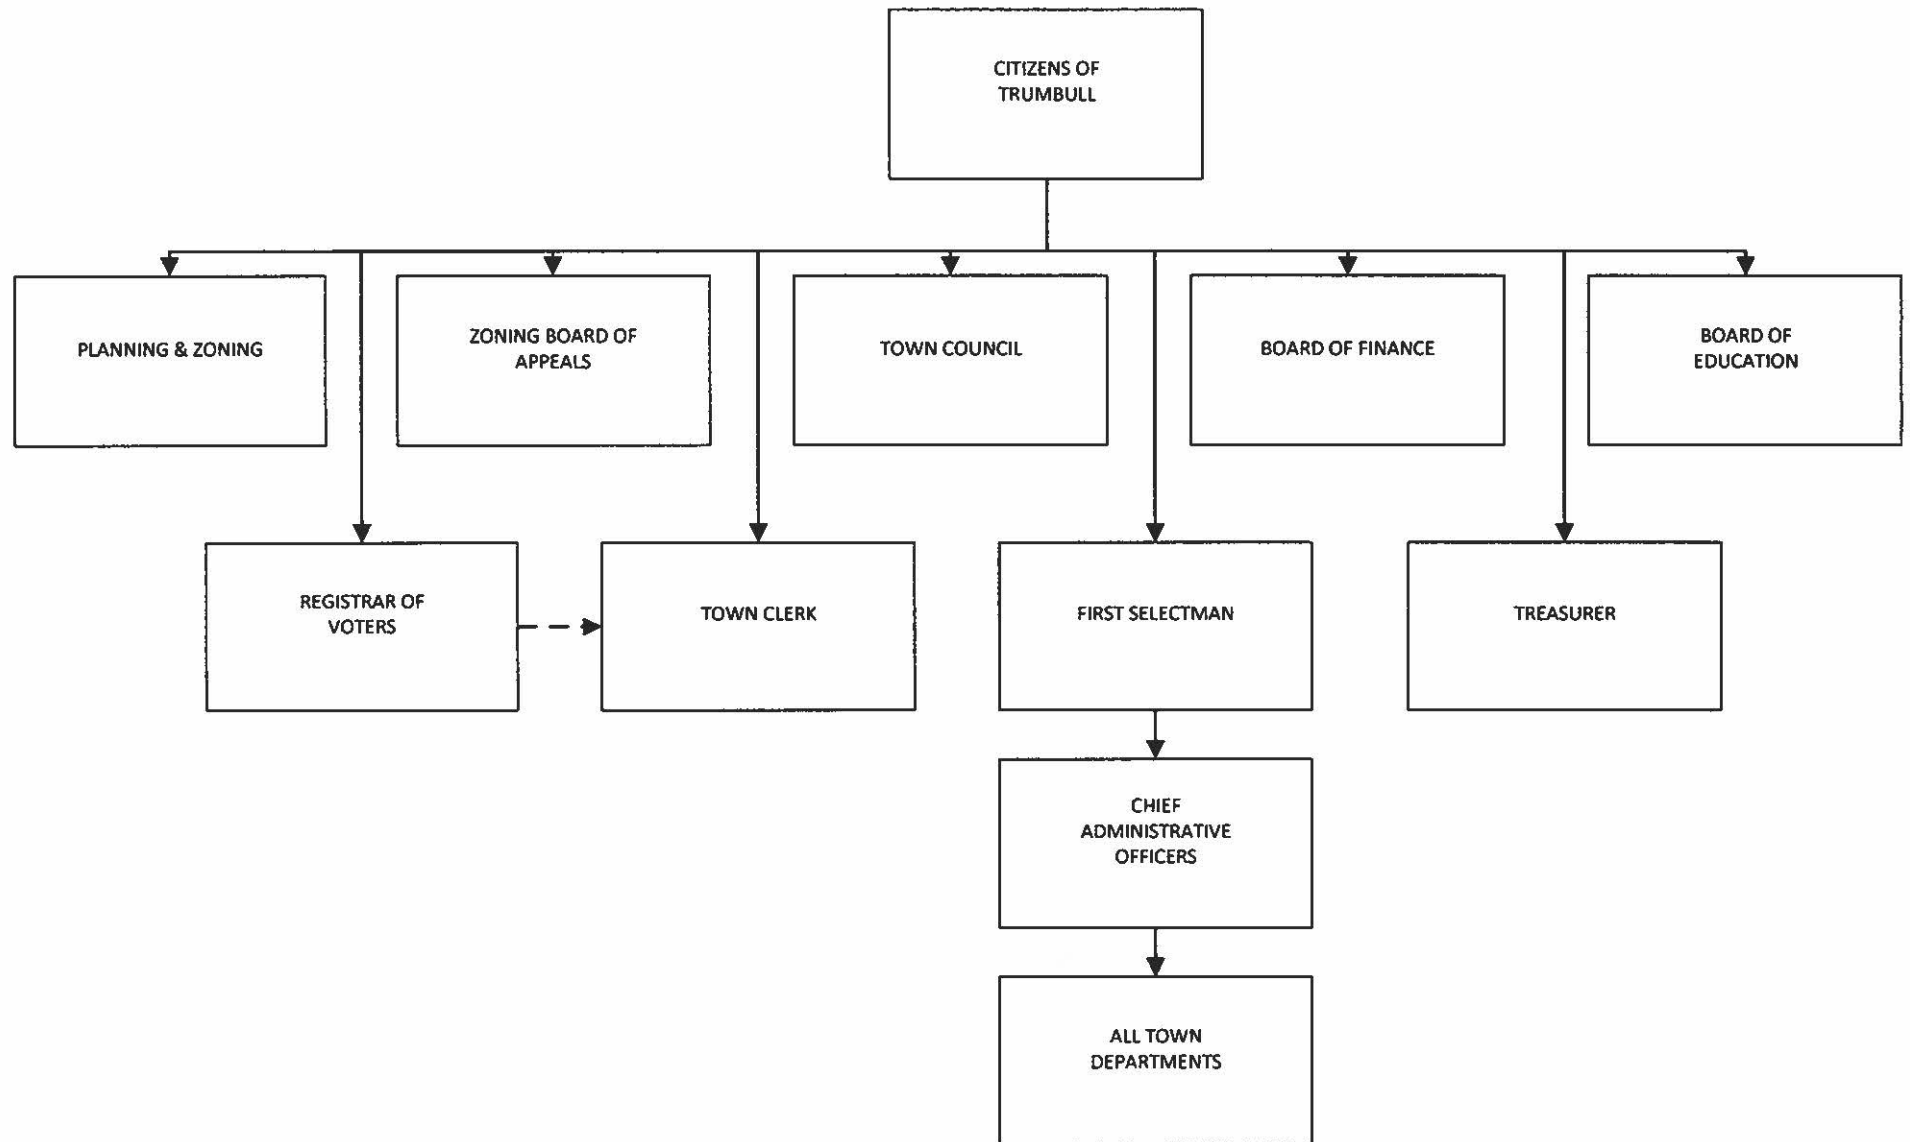 CITIZENS OF
TRUMBULL
PLANNING & ZONING
ZONING BOARD OF
APPEALS
TOWN COUNCIL
BOARD OF FINANCE
BOARD OF
EDUCATION
REGISTRAR OF
VOTERS
TOWN CLERK
FIRST SELECTMAN
TREASURER
CHIEF
ADMINISTRATIVE
OFFICERS
ALL TOWN
DEPARTMENTS